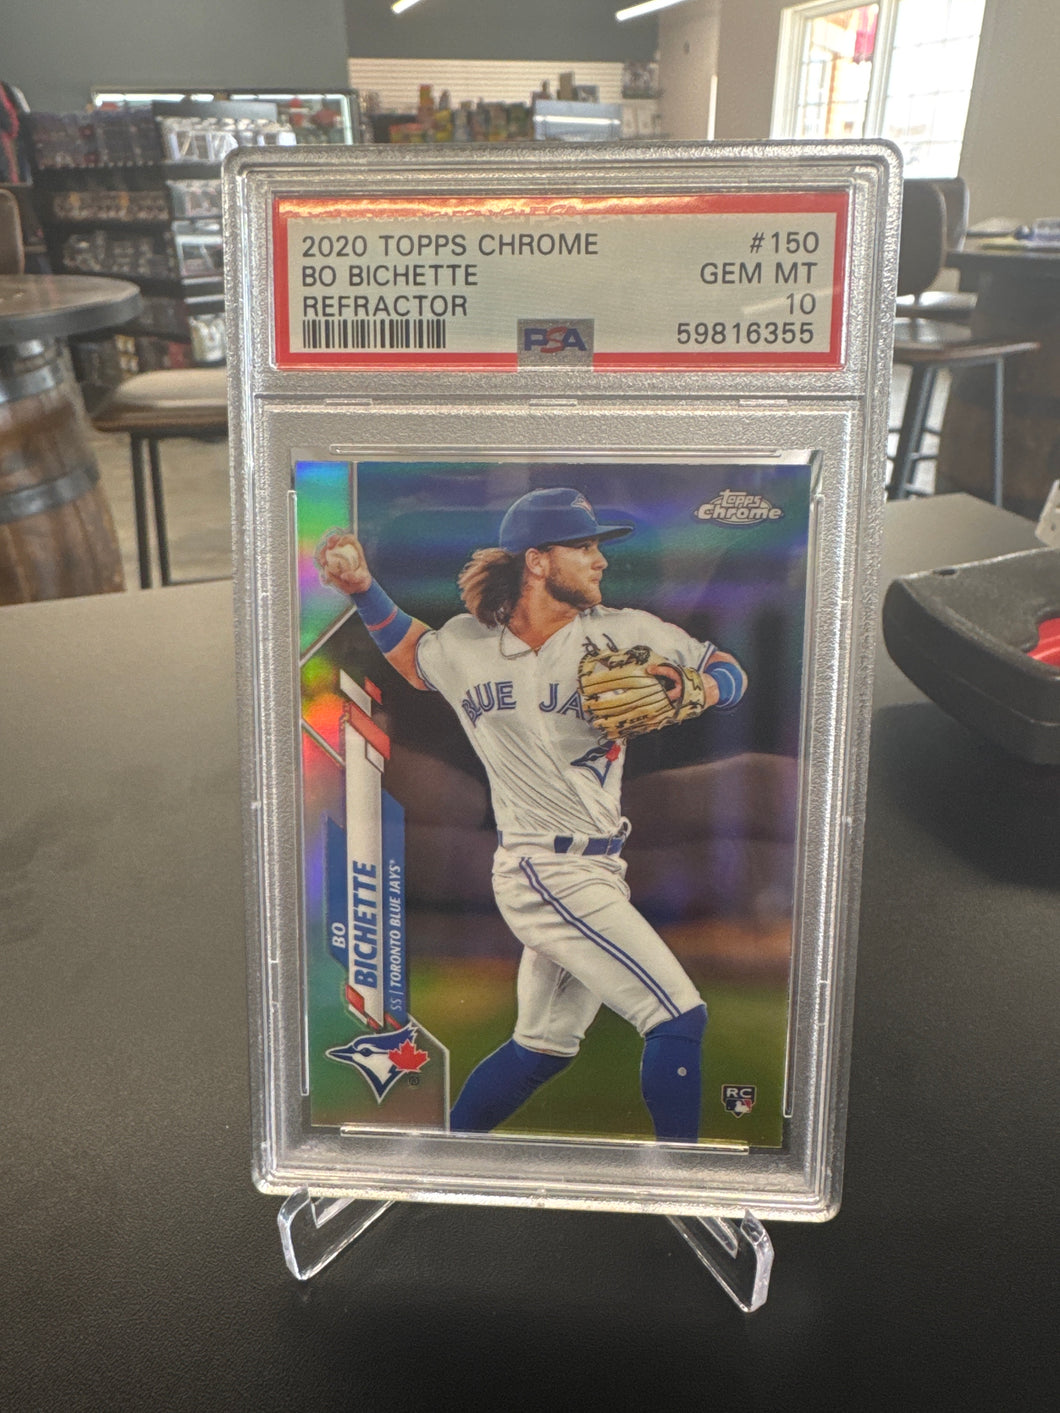 2020 TOPPS CHROME #150
BO BICHETTE GEM MT
REFRACTOR 10
59816355
PSA
Topps
Chrome
BLUE JA
BO
BICHETTE
SS | TORONTO BLUE JAYS®
®
RC